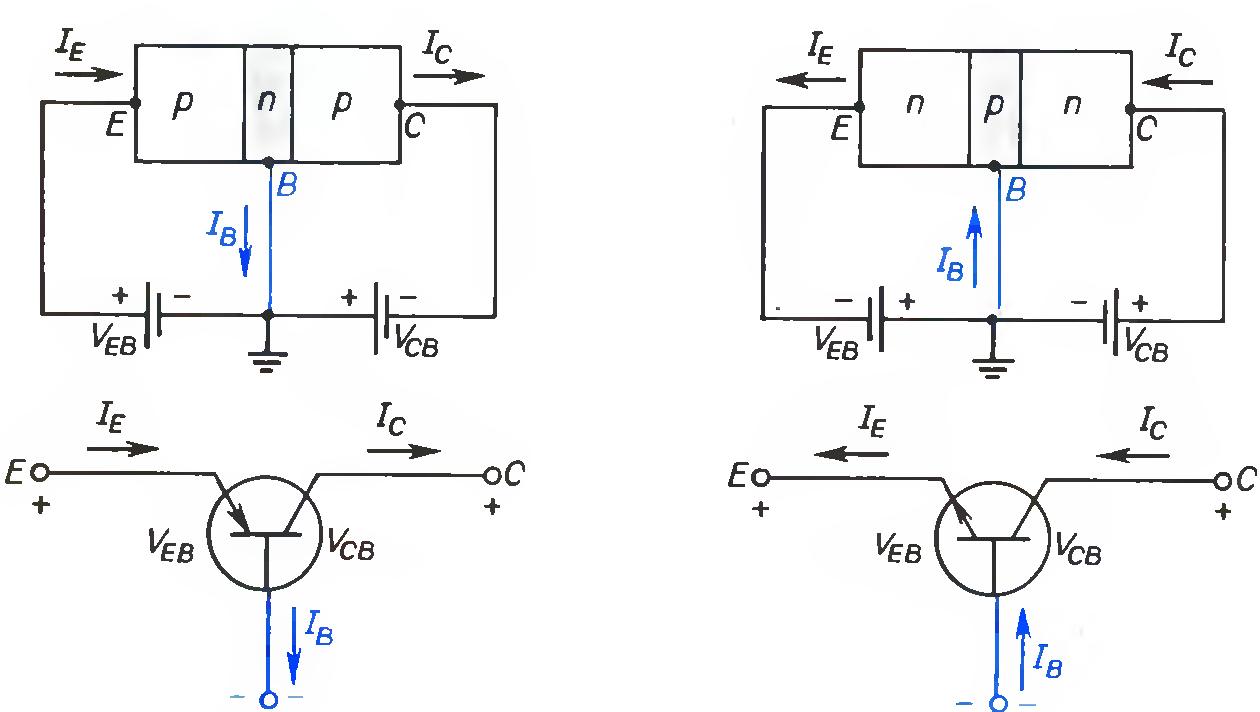 I_E I_C
p n p
E C
B
I_B
+ − + −
V_EB V_CB
I_E I_C
E C
+ +
V_EB V_CB
I_B
− −
I_E I_C
n p n
E C
B
I_B
− + − +
V_EB V_CB
I_E I_C
E C
+ +
V_EB V_CB
I_B
− −